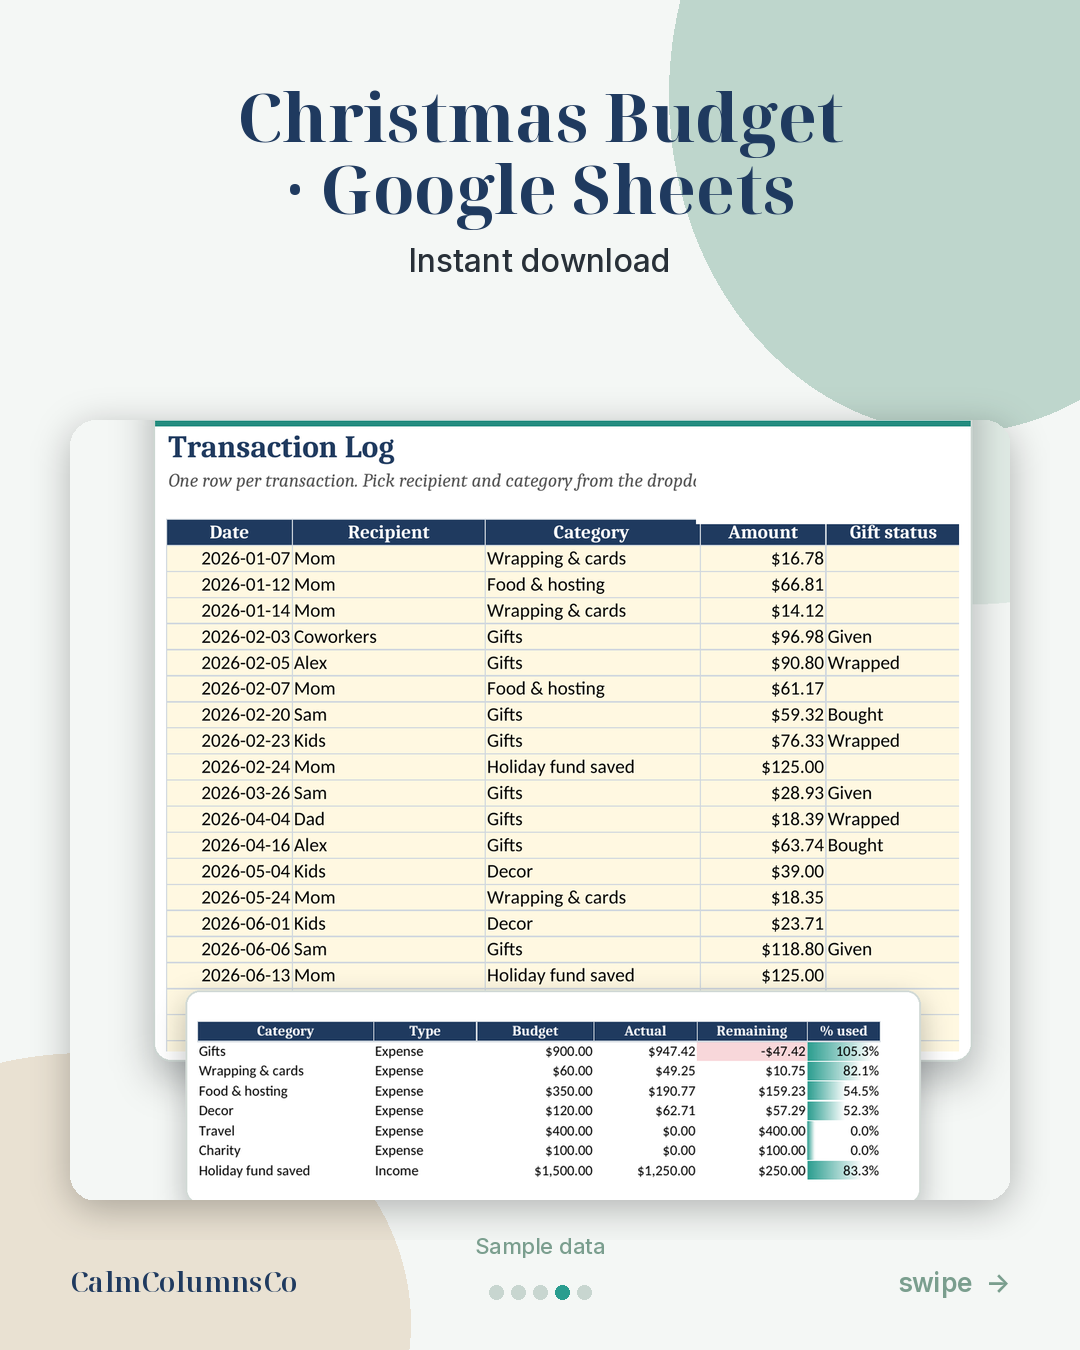 Christmas Budget
· Google Sheets
Instant download
Transaction Log
One row per transaction. Pick recipient and category from the
Date Recipient Category Amount Gift status
2026-01-07 Mom Wrapping & cards $16.78
2026-01-12 Mom Food & hosting $66.81
2026-01-14 Mom Wrapping & cards $14.12
2026-02-03 Coworkers Gifts $96.98 Given
2026-02-05 Alex Gifts $90.80 Wrapped
2026-02-07 Mom Food & hosting $61.17
2026-02-20 Sam Gifts $59.32 Bought
2026-02-23 Kids Gifts $76.33 Wrapped
2026-02-24 Mom Holiday fund saved $125.00
2026-03-26 Sam Gifts $28.93 Given
2026-04-04 Dad Gifts $18.39 Wrapped
2026-04-16 Alex Gifts $63.74 Bought
2026-05-04 Kids Decor $39.00
2026-05-24 Mom Wrapping & cards $18.35
2026-06-01 Kids Decor $23.71
2026-06-06 Sam Gifts $118.80 Given
2026-06-13 Mom Holiday fund saved $125.00
Category Type Budget Actual Remaining % used
Gifts Expense $900.00 $947.42 -$47.42 105.3%
Wrapping & cards Expense $60.00 $49.25 $10.75 82.1%
Food & hosting Expense $350.00 $190.77 $159.23 54.5%
Decor Expense $120.00 $62.71 $57.29 52.3%
Travel Expense $400.00 $0.00 $400.00 0.0%
Charity Expense $100.00 $0.00 $100.00 0.0%
Holiday fund saved Income $1,500.00 $1,250.00 $250.00 83.3%
Sample data
CalmColumnsCo
swipe →